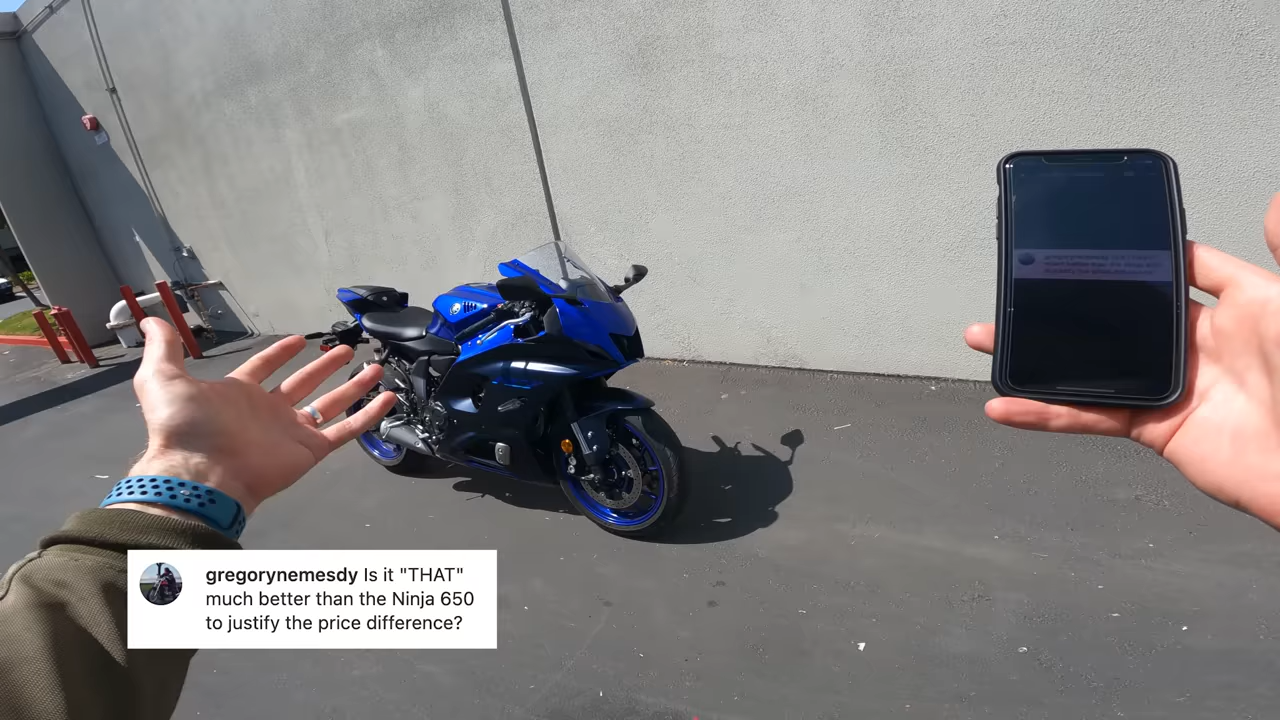 gregorynemesdy Is it "THAT"
much better than the Ninja 650
to justify the price difference?